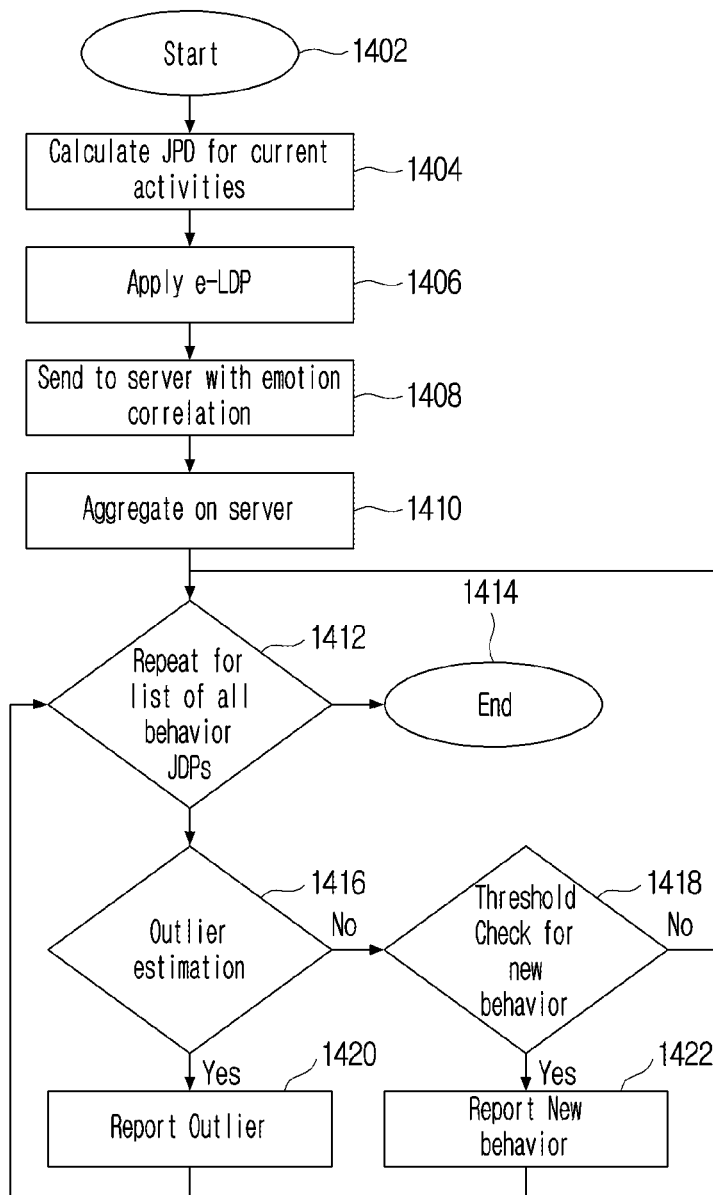 Start
1402
Calculate JPD for current
activities
1404
Apply e-LDP
1406
Send to server with emotion
correlation
1408
Aggregate on server
1410
1414
1412
Repeat for
list of all
behavior
JDPs
End
1416
Outlier
estimation
No
1418
Threshold
Check for
new
behavior
No
Yes
1420
Report Outlier
Yes
1422
Report New
behavior